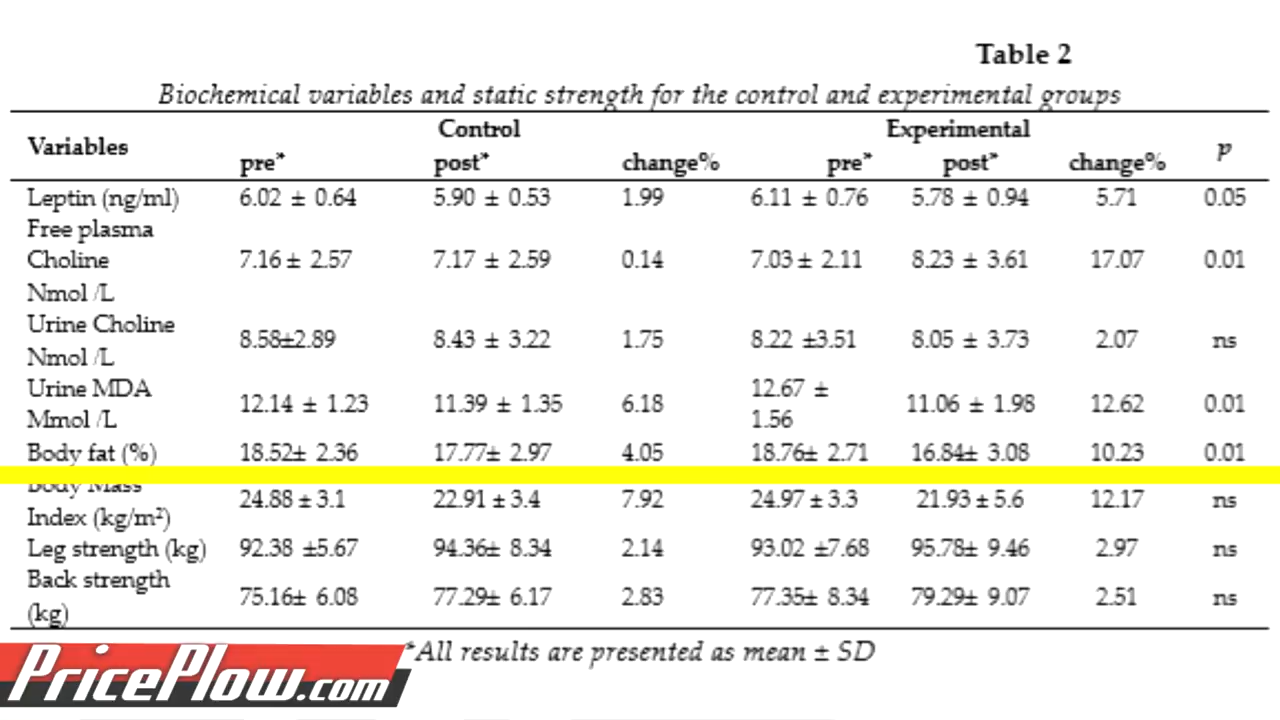 Table 2
Biochemical variables and static strength for the control and experimental groups
Variables Control Experimental p
pre* post* change% pre* post* change%
Leptin (ng/ml) 6.02 ± 0.64 5.90 ± 0.53 1.99 6.11 ± 0.76 5.78 ± 0.94 5.71 0.05
Free plasma
Choline 7.16 ± 2.57 7.17 ± 2.59 0.14 7.03 ± 2.11 8.23 ± 3.61 17.07 0.01
Nmol /L
Urine Choline
8.58±2.89 8.43 ± 3.22 1.75 8.22 ±3.51 8.05 ± 3.73 2.07 ns
Nmol /L
Urine MDA 12.67 ±
12.14 ± 1.23 11.39 ± 1.35 6.18 11.06 ± 1.98 12.62 0.01
Mmol /L 1.56
Body fat (%) 18.52± 2.36 17.77± 2.97 4.05 18.76± 2.71 16.84± 3.08 10.23 0.01
Body Mass
24.88 ± 3.1 22.91 ± 3.4 7.92 24.97 ± 3.3 21.93 ± 5.6 12.17 ns
Index (kg/m²)
Leg strength (kg) 92.38 ±5.67 94.36± 8.34 2.14 93.02 ±7.68 95.78± 9.46 2.97 ns
Back strength
75.16± 6.08 77.29± 6.17 2.83 77.35± 8.34 79.29± 9.07 2.51 ns
(kg)
*All results are presented as mean ± SD
PricePlow.com